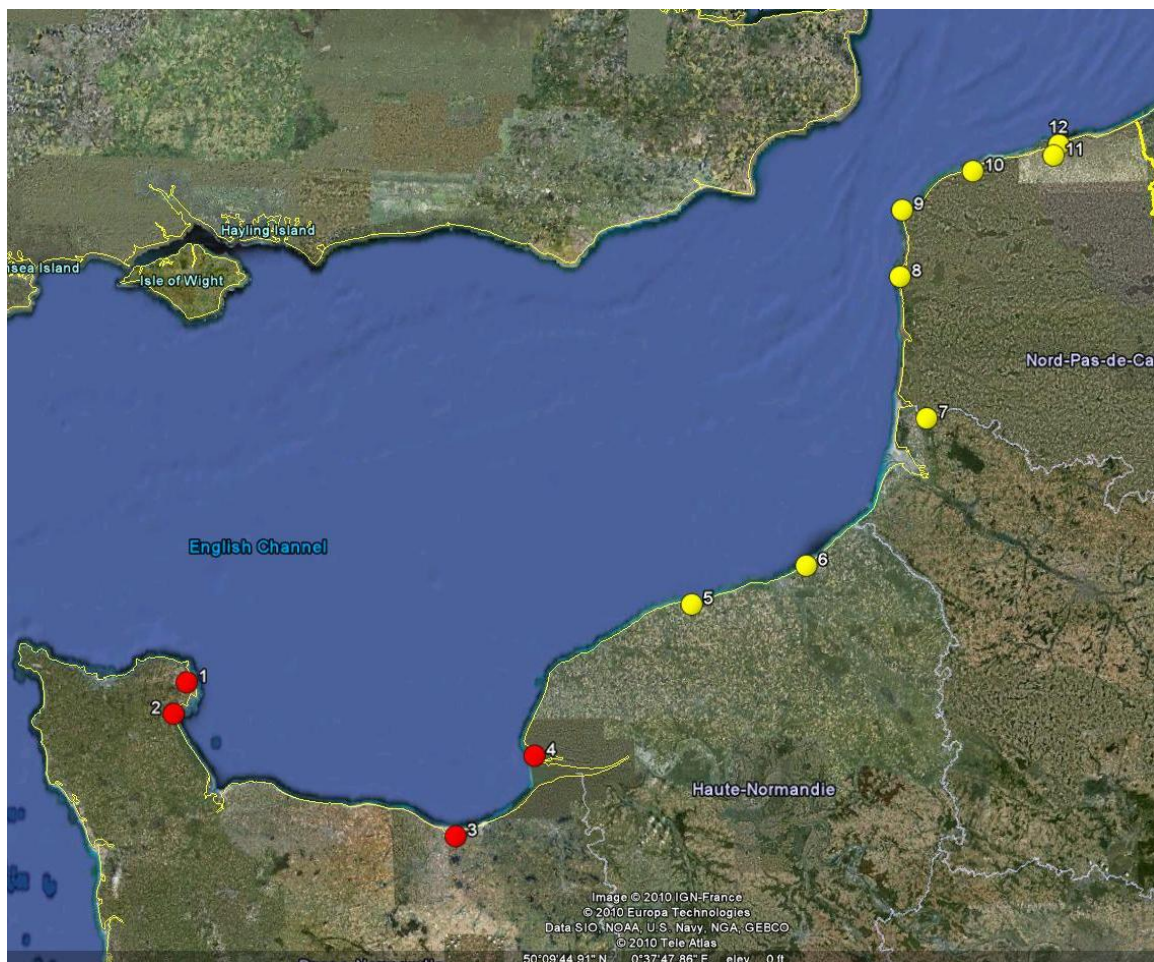 12
11
10
9
Hayling Island
nsea Island
Isle of Wight
8
Nord-Pas-de-Ca
7
English Channel
6
5
1
2
4
Haute-Normandie
3
Image © 2010 IGN-France
© 2010 Europa Technologies
Data SIO, NOAA, U.S. Navy, NGA, GEBCO
© 2010 Tele Atlas
50°09'44.91" N 0°37'47.86" E elev 0 ft